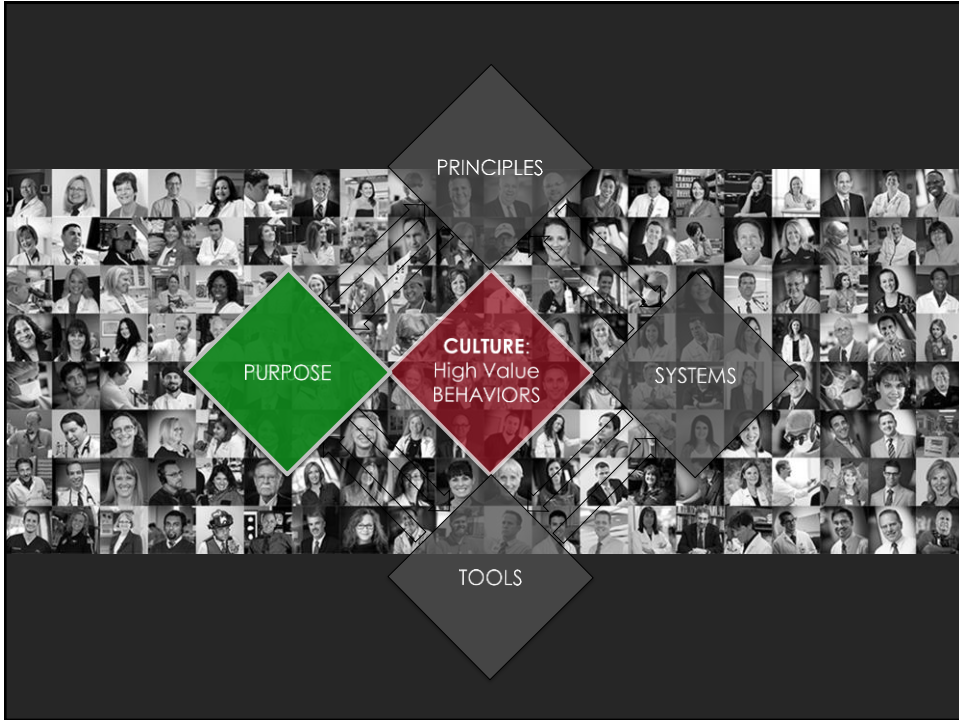 PRINCIPLES
PURPOSE
CULTURE:
High Value
BEHAVIORS
SYSTEMS
TOOLS